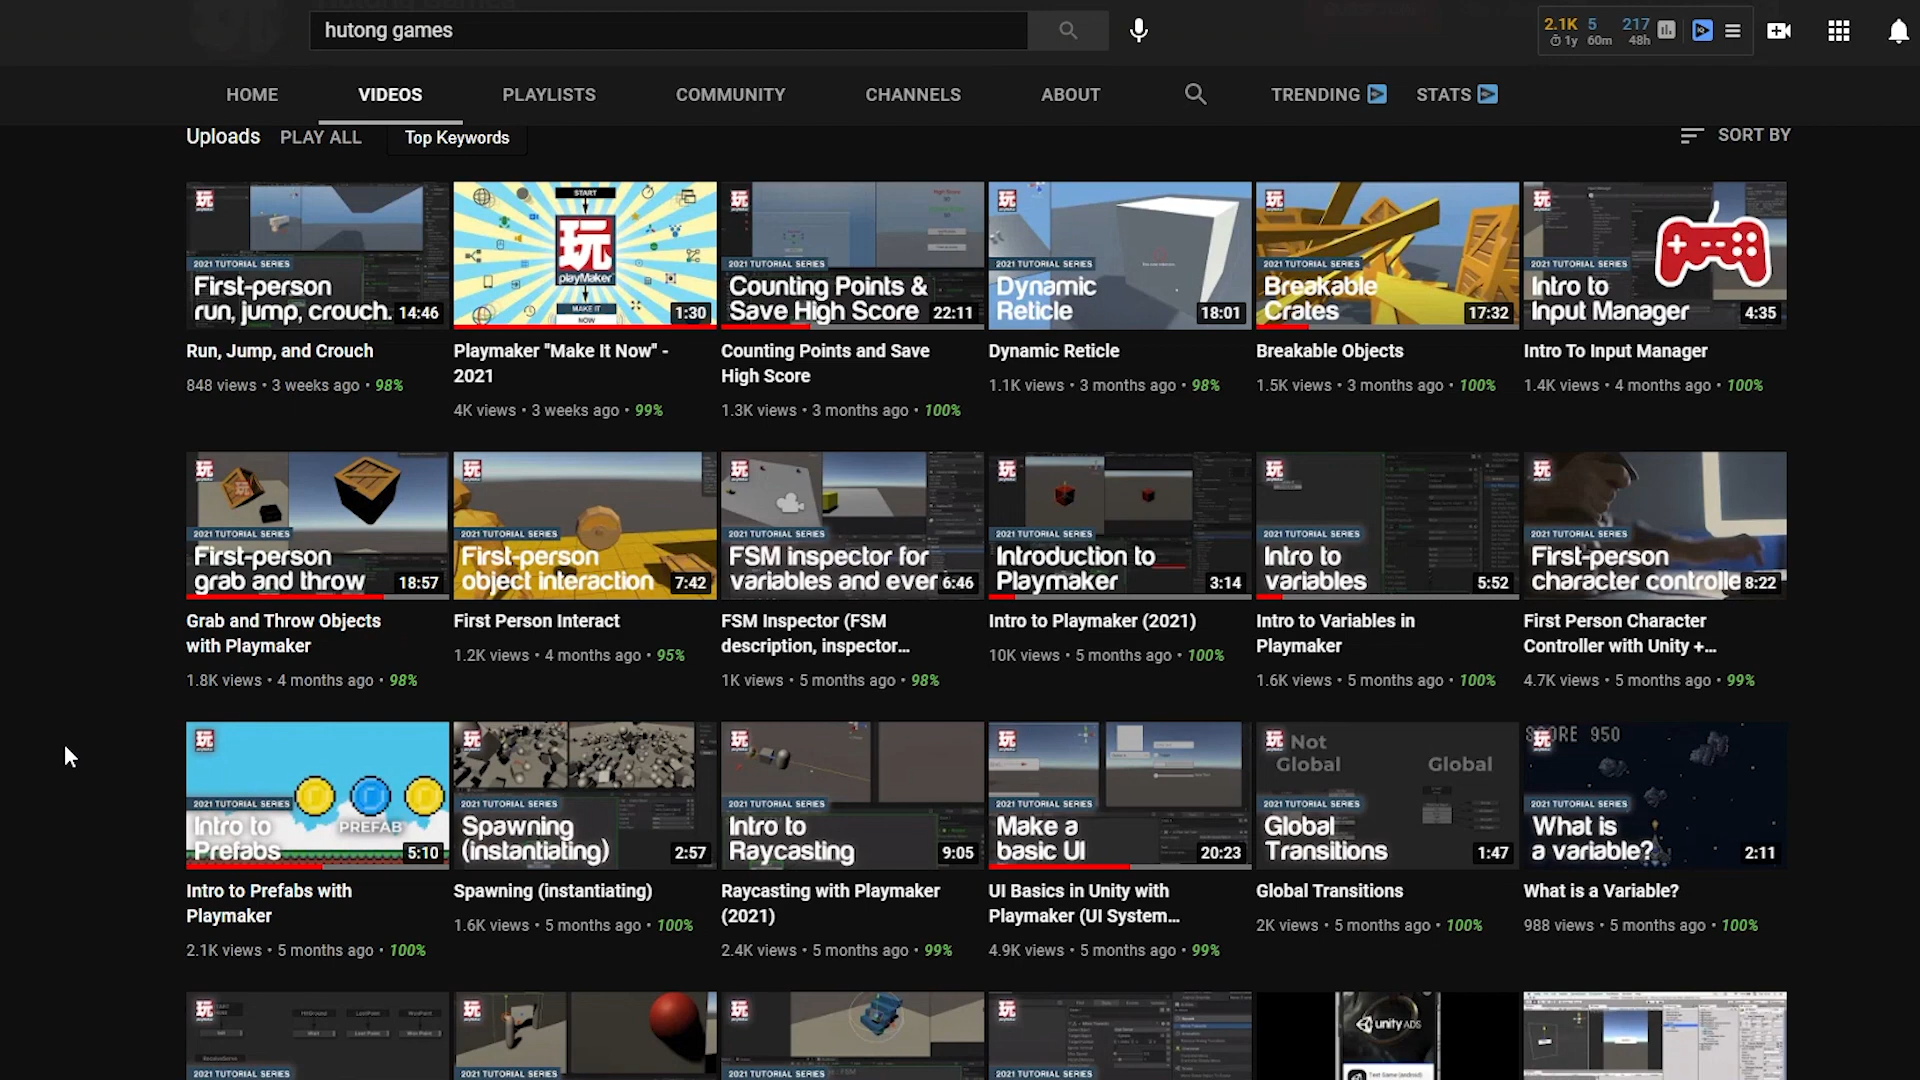 hutong games
2.1K 5 217
1y 60m 48h
HOME VIDEOS PLAYLISTS COMMUNITY CHANNELS ABOUT TRENDING STATS
Uploads PLAY ALL Top Keywords SORT BY
2021 TUTORIAL SERIES
First-person
run, jump, crouch. 14:46
START
玩
playMaker
MAKE IT
NOW
1:30
2021 TUTORIAL SERIES
Counting Points &
Save High Score 22:11
2021 TUTORIAL SERIES
Dynamic
Reticle 18:01
2021 TUTORIAL SERIES
Breakable
Crates 17:32
2021 TUTORIAL SERIES
Intro to
Input Manager 4:35
Run, Jump, and Crouch
848 views • 3 weeks ago • 98%
Playmaker "Make It Now" -
2021
4K views • 3 weeks ago • 99%
Counting Points and Save
High Score
1.3K views • 3 months ago • 100%
Dynamic Reticle
1.1K views • 3 months ago • 98%
Breakable Objects
1.5K views • 3 months ago • 100%
Intro To Input Manager
1.4K views • 4 months ago • 100%
2021 TUTORIAL SERIES
First-person
grab and throw 18:57
2021 TUTORIAL SERIES
First-person
object interaction 7:42
2021 TUTORIAL SERIES
FSM inspector for
variables and ever 6:46
2021 TUTORIAL SERIES
Introduction to
Playmaker 3:14
2021 TUTORIAL SERIES
Intro to
variables 5:52
2021 TUTORIAL SERIES
First-person
character controlle 8:22
Grab and Throw Objects
with Playmaker
1.8K views • 4 months ago • 98%
First Person Interact
1.2K views • 4 months ago • 95%
FSM Inspector (FSM
description, inspector...
1K views • 5 months ago • 98%
Intro to Playmaker (2021)
10K views • 5 months ago • 100%
Intro to Variables in
Playmaker
1.6K views • 5 months ago • 100%
First Person Character
Controller with Unity +...
4.7K views • 5 months ago • 99%
2021 TUTORIAL SERIES
Intro to
Prefabs 5:10
PREFAB
2021 TUTORIAL SERIES
Spawning
(instantiating) 2:57
2021 TUTORIAL SERIES
Intro to
Raycasting 9:05
2021 TUTORIAL SERIES
Make a
basic UI 20:23
Not
Global Global
2021 TUTORIAL SERIES
Global
Transitions 1:47
SCORE 950
2021 TUTORIAL SERIES
What is
a variable? 2:11
Intro to Prefabs with
Playmaker
2.1K views • 5 months ago • 100%
Spawning (instantiating)
1.6K views • 5 months ago • 100%
Raycasting with Playmaker
(2021)
2.4K views • 5 months ago • 99%
UI Basics in Unity with
Playmaker (UI System...
4.9K views • 5 months ago • 99%
Global Transitions
2K views • 5 months ago • 100%
What is a Variable?
988 views • 5 months ago • 100%
2021 TUTORIAL SERIES
2021 TUTORIAL SERIES
2021 TUTORIAL SERIES
2021 TUTORIAL SERIES
unity ADS